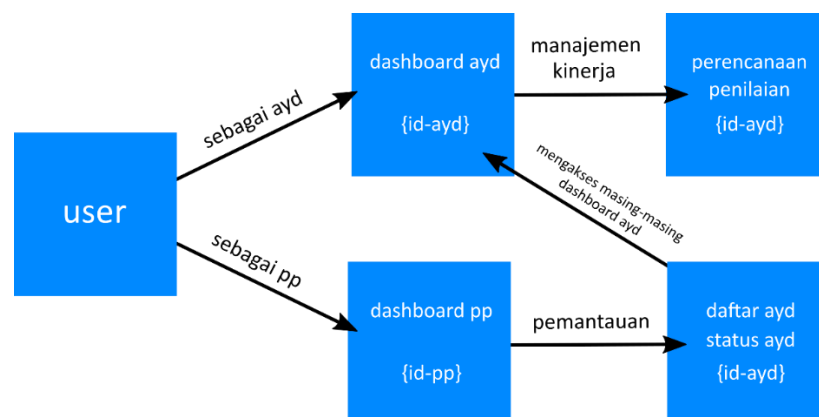 user
sebagai ayd
dashboard ayd
{id-ayd}
manajemen
kinerja
perencanaan
penilaian
{id-ayd}
sebagai pp
dashboard pp
{id-pp}
pemantauan
daftar ayd
status ayd
{id-ayd}
mengakses masing-masing
dashboard ayd